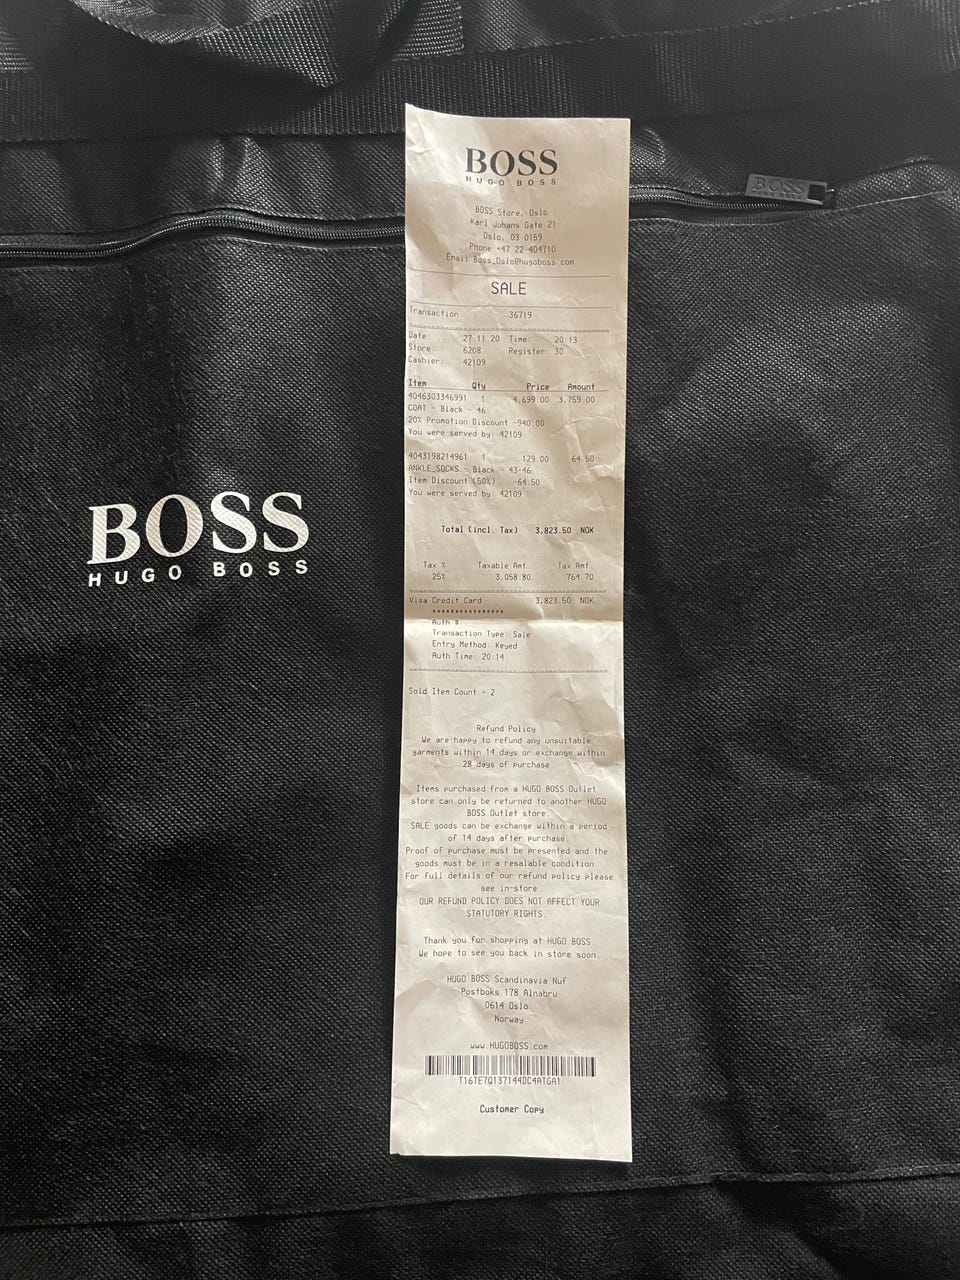 BOSS
HUGO BOSS
BOSS Store, Oslo
Karl Johans Gate 21
Oslo, 03 0159
Phone +47 22 404710
Email Boss_Oslo@hugoboss.com
SALE
Transaction 36719
Date: 27.11.20 Time: 20:13
Store: 6208 Register: 30
Cashier: 42109
Item Qty Price Amount
4046303346991 1 4,699.00 3,759.00
COAT - Black - 46
20% Promotion Discount -940.00
You were served by: 42109
4043198214961 1 129.00 64.50
ANKLE_SOCKS - Black - 43-46
Item Discount (50%) -64.50
You were served by: 42109
Total (incl. Tax) 3,823.50 NOK
Tax % Taxable Amt. Tax Amt
25% 3,058.80 764.70
Visa Credit Card 3,823.50 NOK
****************
Auth #
Transaction Type: Sale
Entry Method: Keyed
Auth Time: 20:14
Sold Item Count = 2
Refund Policy
We are happy to refund any unsuitable
garments within 14 days or exchange within
28 days of purchase
Items purchased from a HUGO BOSS Outlet
store can only be returned to another HUGO
BOSS Outlet store.
SALE goods can be exchange within a period
of 14 days after purchase.
Proof of purchase must be presented and the
goods must be in a resalable condition.
For full details of our refund policy please
see in-store
OUR REFUND POLICY DOES NOT AFFECT YOUR
STATUTORY RIGHTS.
Thank you for shopping at HUGO BOSS
We hope to see you back in store soon.
HUGO BOSS Scandinavia Nuf
Postboks 178 Alnabru
0614 Oslo
Norway
www.HUGOBOSS.com
T16TE7Q137144DC4ATGA1
Customer Copy
BOSS
HUGO BOSS
BOSS
HUGO BOSS